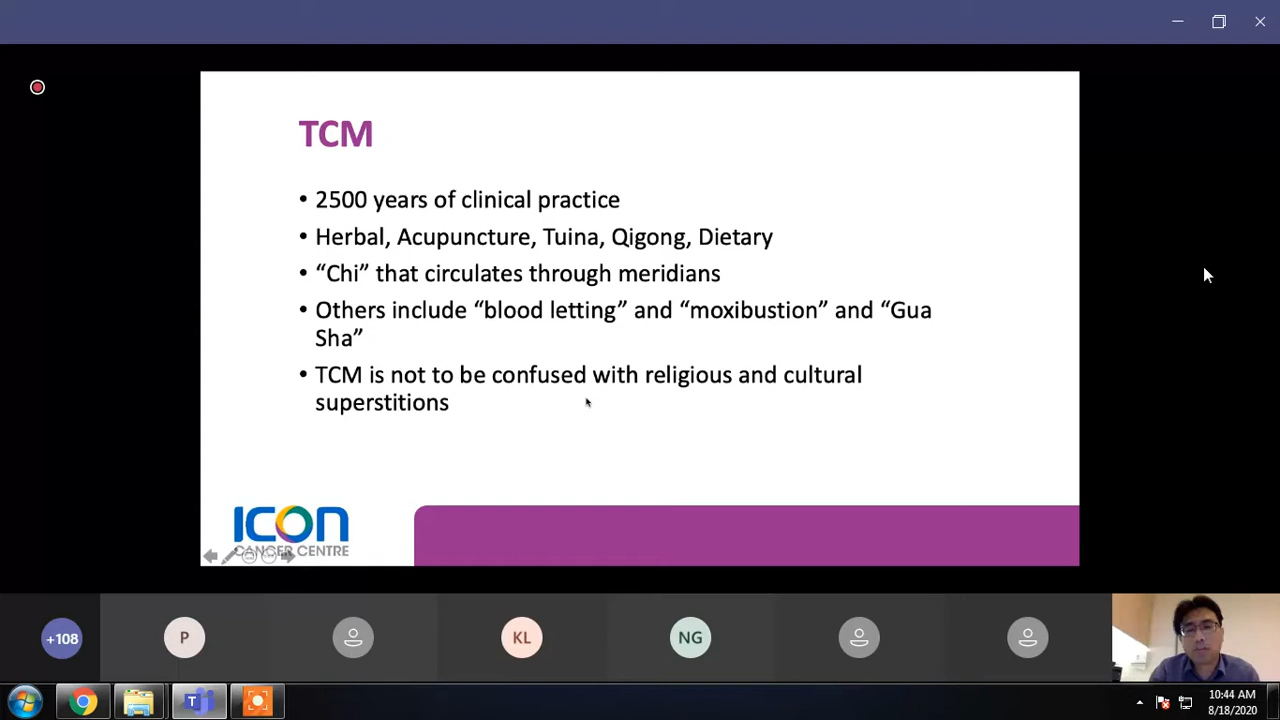 TCM
• 2500 years of clinical practice
• Herbal, Acupuncture, Tuina, Qigong, Dietary
• “Chi” that circulates through meridians
• Others include “blood letting” and “moxibustion” and “Gua
Sha”
• TCM is not to be confused with religious and cultural
superstitions
ICON
CANCER CENTRE
+108
P
KL
NG
10:44 AM
8/18/2020